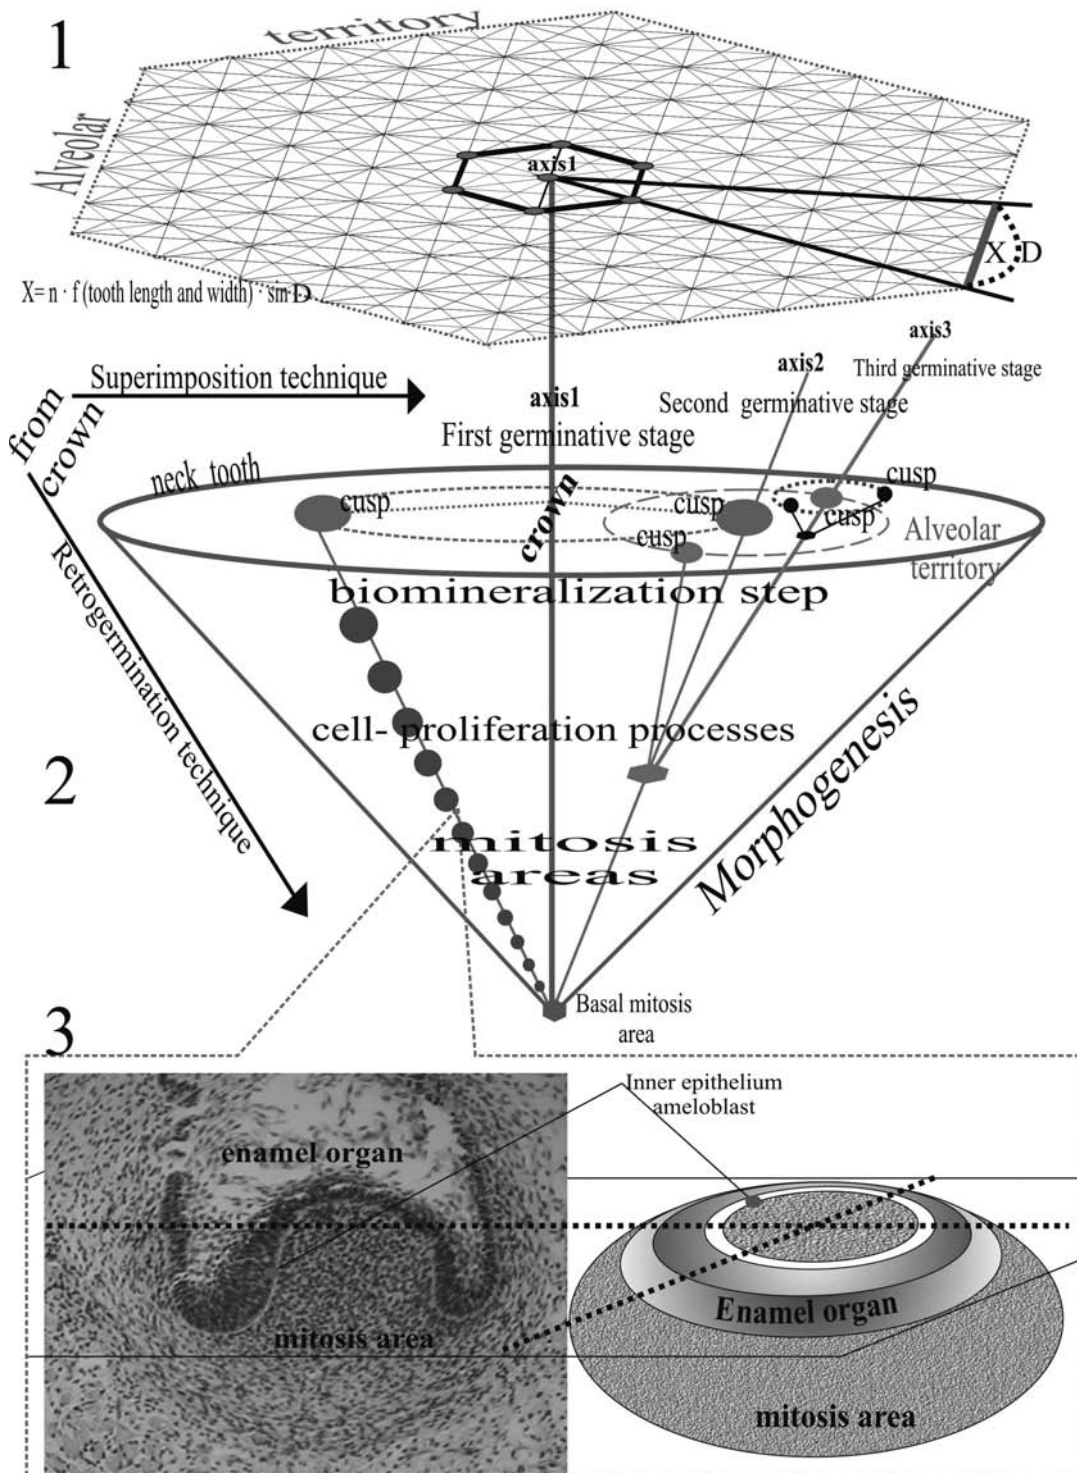 1
territory
Alveolar
axis1
X D
X= n · f (tooth length and width) · sin D
axis3
axis2
Third germinative stage
Superimposition technique
axis1
Second germinative stage
from
crown
First germinative stage
neck tooth
cusp
cusp
cusp
cusp
cusp
crown
Alveolar
territory
biomineralization step
Retrogermination technique
cell- proliferation processes
2
Morphogenesis
mitosis
areas
Basal mitosis
area
3
Inner epithelium
ameloblast
enamel organ
Enamel organ
mitosis area
mitosis area